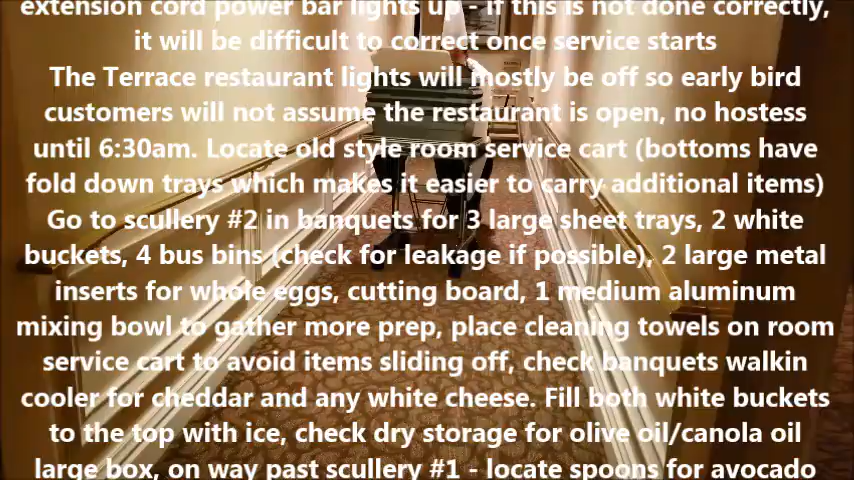 extension cord power bar lights up - if this is not done correctly,
it will be difficult to correct once service starts
The Terrace restaurant lights will mostly be off so early bird
customers will not assume the restaurant is open, no hostess
until 6:30am. Locate old style room service cart (bottoms have
fold down trays which makes it easier to carry additional items)
Go to scullery #2 in banquets for 3 large sheet trays, 2 white
buckets, 4 bus bins (check for leakage if possible), 2 large metal
inserts for whole eggs, cutting board, 1 medium aluminum
mixing bowl to gather more prep, place cleaning towels on room
service cart to avoid items sliding off, check banquets walkin
cooler for cheddar and any white cheese. Fill both white buckets
to the top with ice, check dry storage for olive oil/canola oil
large box, on way past scullery #1 - locate spoons for avocado